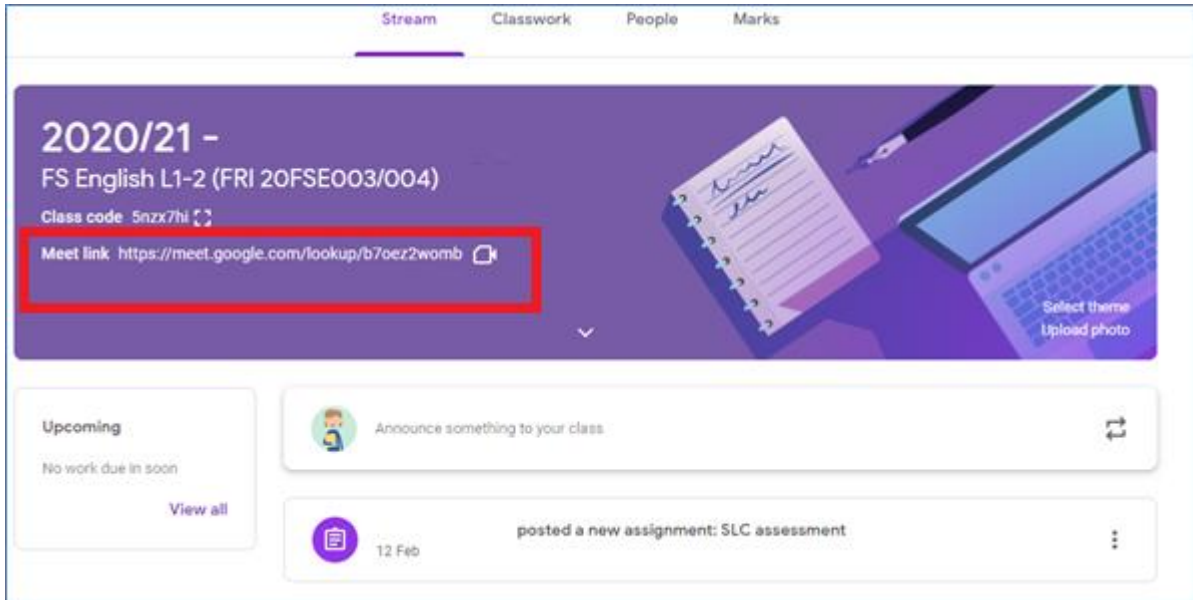 Stream Classwork People Marks
2020/21 -
FS English L1-2 (FRI 20FSE003/004)
Class code 5nzx7hi
Meet link https://meet.google.com/lookup/b7oez2womb
Select theme
Upload photo
Upcoming
No work due in soon
View all
Announce something to your class
posted a new assignment: SLC assessment
12 Feb